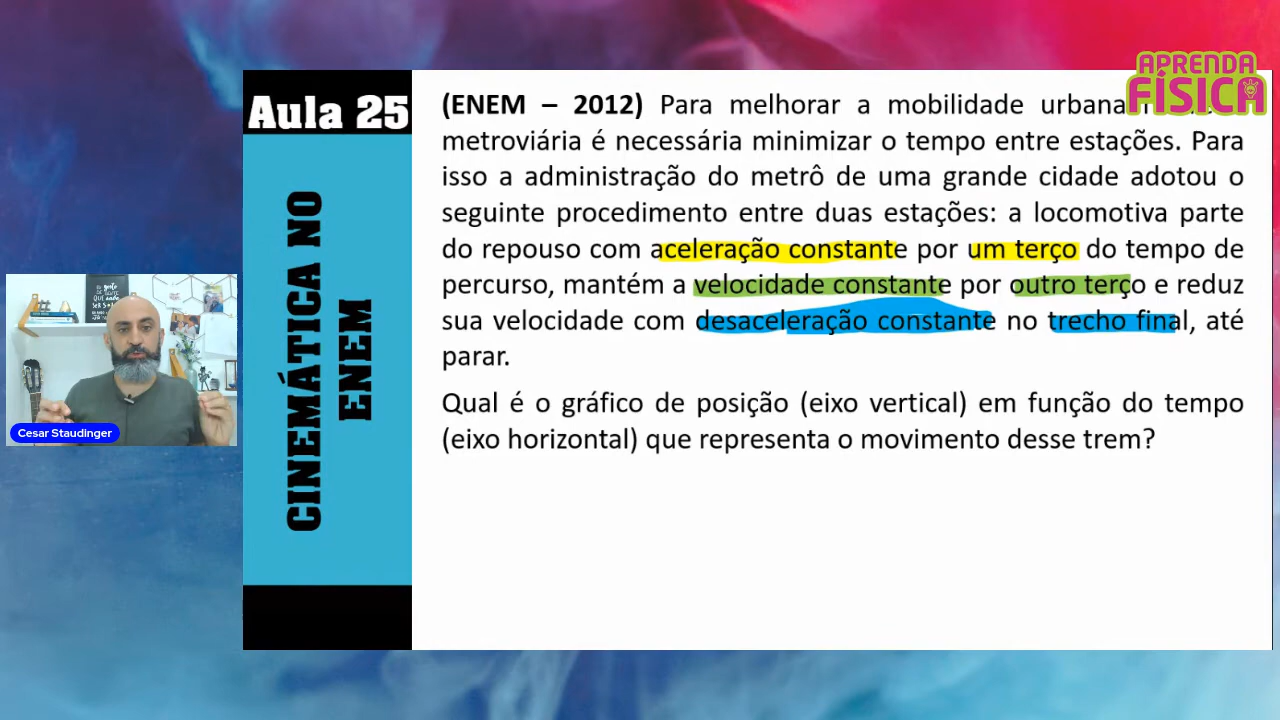 APRENDA
FÍSICA
Aula 25
CINEMÁTICA NO
ENEM
(ENEM – 2012) Para melhorar a mobilidade urbana
metroviária é necessária minimizar o tempo entre estações. Para
isso a administração do metrô de uma grande cidade adotou o
seguinte procedimento entre duas estações: a locomotiva parte
do repouso com aceleração constante por um terço do tempo de
percurso, mantém a velocidade constante por outro terço e reduz
sua velocidade com desaceleração constante no trecho final, até
parar.
Qual é o gráfico de posição (eixo vertical) em função do tempo
(eixo horizontal) que representa o movimento desse trem?
Cesar Staudinger